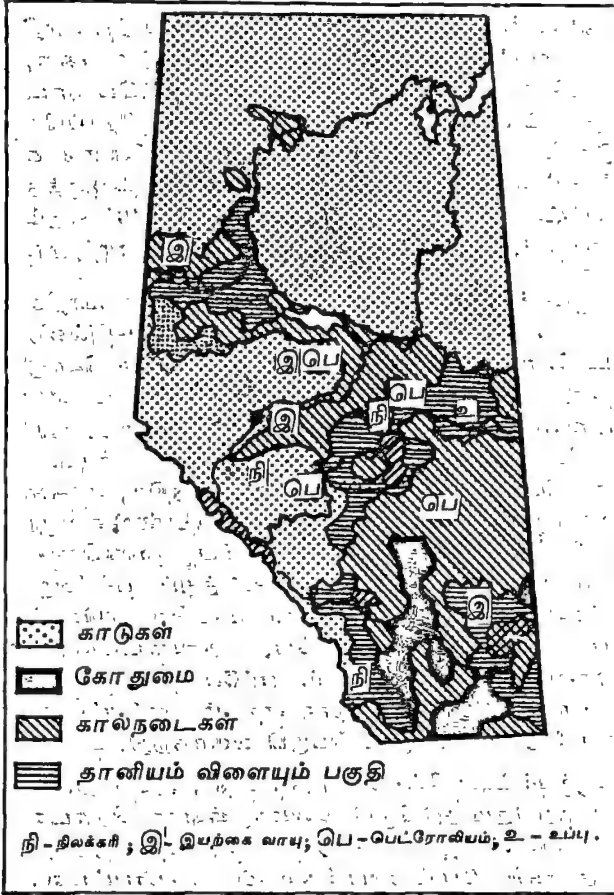 இ
இ பெ
பெ
இ நி உ
நி
பெ பெ
இ
நி
காடுகள்
கோதுமை
கால்நடைகள்
தானியம் விளையும் பகுதி
நி - நிலக்கரி ; இ - இயற்கை வாயு; பெ - பெட்ரோலியம்; உ - உப்பு .